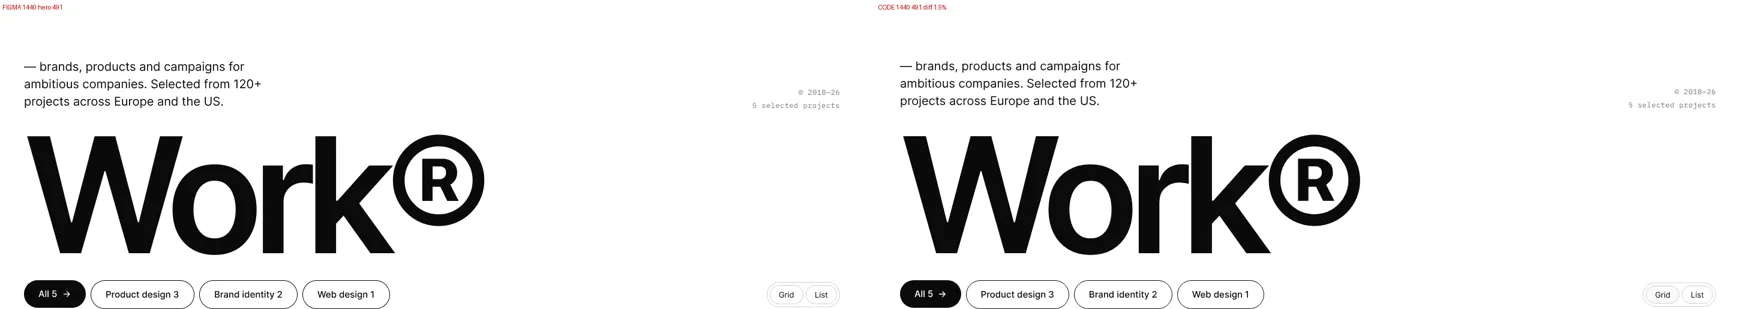 FIGMA 1440 hero 491
— brands, products and campaigns for
ambitious companies. Selected from 120+
projects across Europe and the US.
© 2018—26
5 selected projects
Work®
All 5 →
Product design 3
Brand identity 2
Web design 1
Grid
List
CODE 1440 491 diff 1.5%
— brands, products and campaigns for
ambitious companies. Selected from 120+
projects across Europe and the US.
© 2018—26
5 selected projects
Work®
All 5 →
Product design 3
Brand identity 2
Web design 1
Grid
List